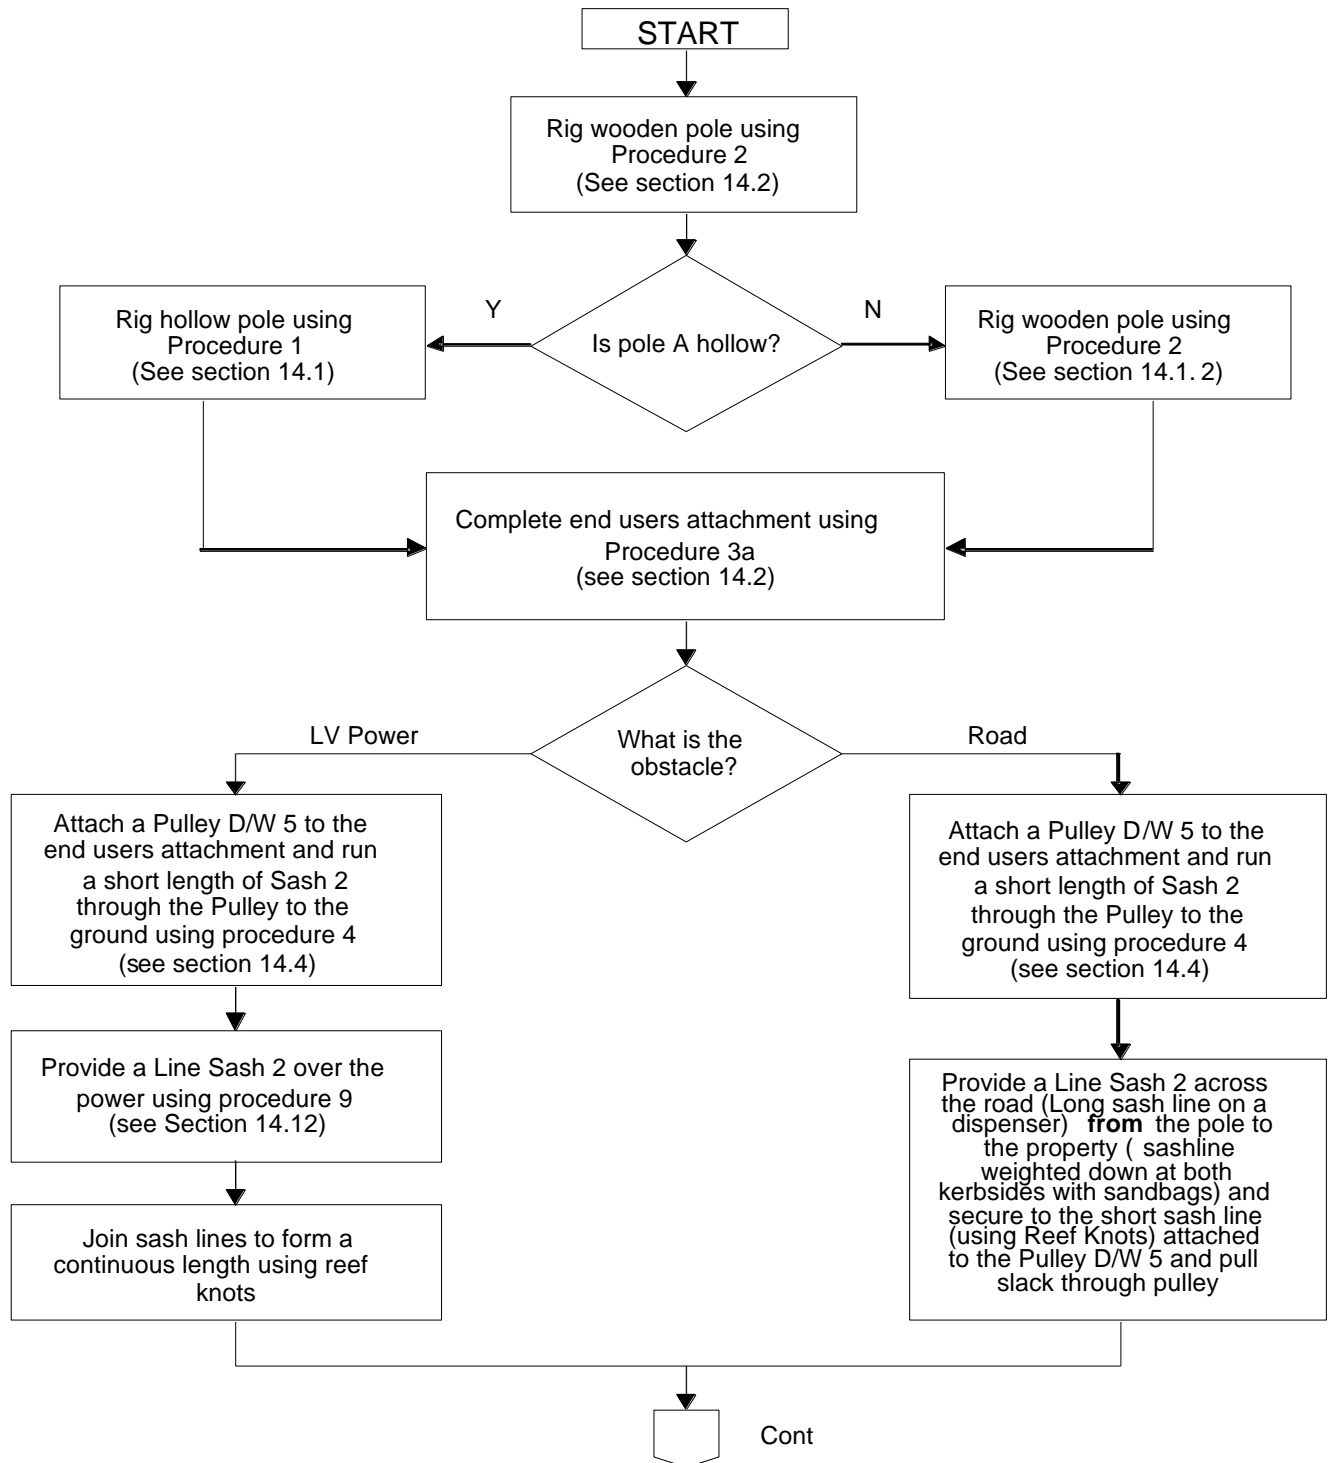 START
Rig wooden pole using
Procedure 2
(See section 14.2)
Is pole A hollow?
Y
N
Rig hollow pole using
Procedure 1
(See section 14.1)
Rig wooden pole using
Procedure 2
(See section 14.1. 2)
Complete end users attachment using
Procedure 3a
(see section 14.2)
What is the
obstacle?
LV Power
Road
Attach a Pulley D/W 5 to the
end users attachment and run
a short length of Sash 2
through the Pulley to the
ground using procedure 4
(see section 14.4)
Provide a Line Sash 2 over the
power using procedure 9
(see Section 14.12)
Join sash lines to form a
continuous length using reef
knots
Attach a Pulley D/W 5 to the
end users attachment and run
a short length of Sash 2
through the Pulley to the
ground using procedure 4
(see section 14.4)
Provide a Line Sash 2 across
the road (Long sash line on a
dispenser) from the pole to
the property ( sashline
weighted down at both
kerbsides with sandbags) and
secure to the short sash line
(using Reef Knots) attached
to the Pulley D/W 5 and pull
slack through pulley
Cont